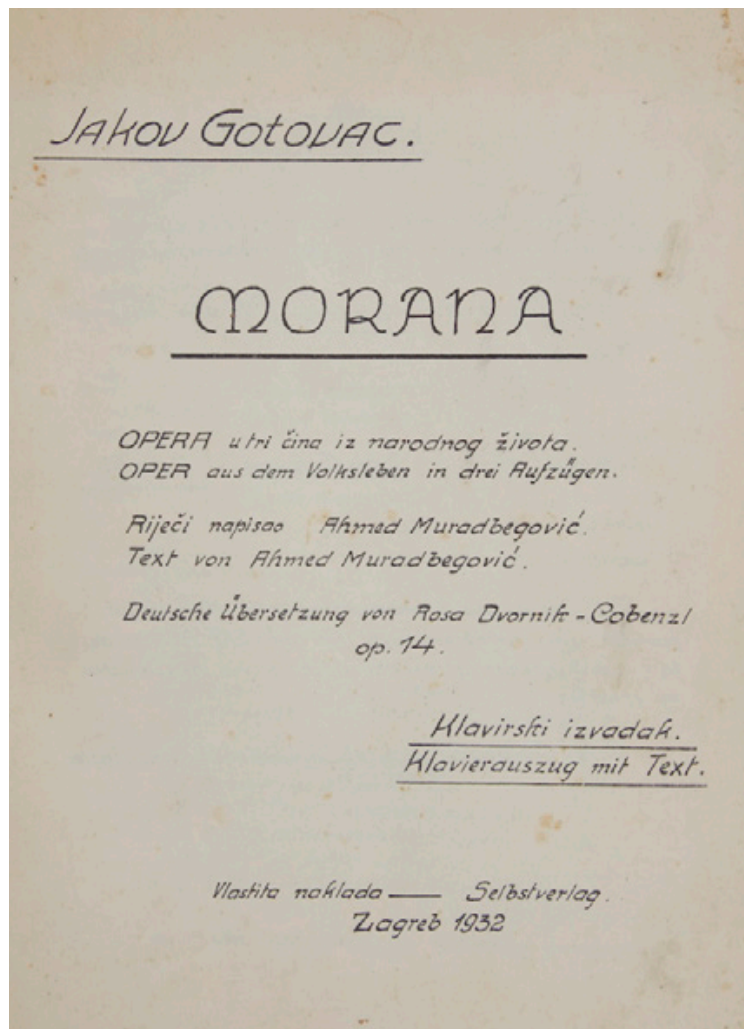 JAKOV GOTOVAC.
MORANA
OPERA u tri čina iz narodnog života.
OPER aus dem Volksleben in drei Aufzügen.
Riječi napisao Ahmed Muradbegović.
Text von Ahmed Muradbegović.
Deutsche Übersetzung von Rosa Dvornik-Cobenzl
op. 14.
Klavirski izvadak.
Klavierauszug mit Text.
Vlastita naklada — Selbstverlag.
Zagreb 1932